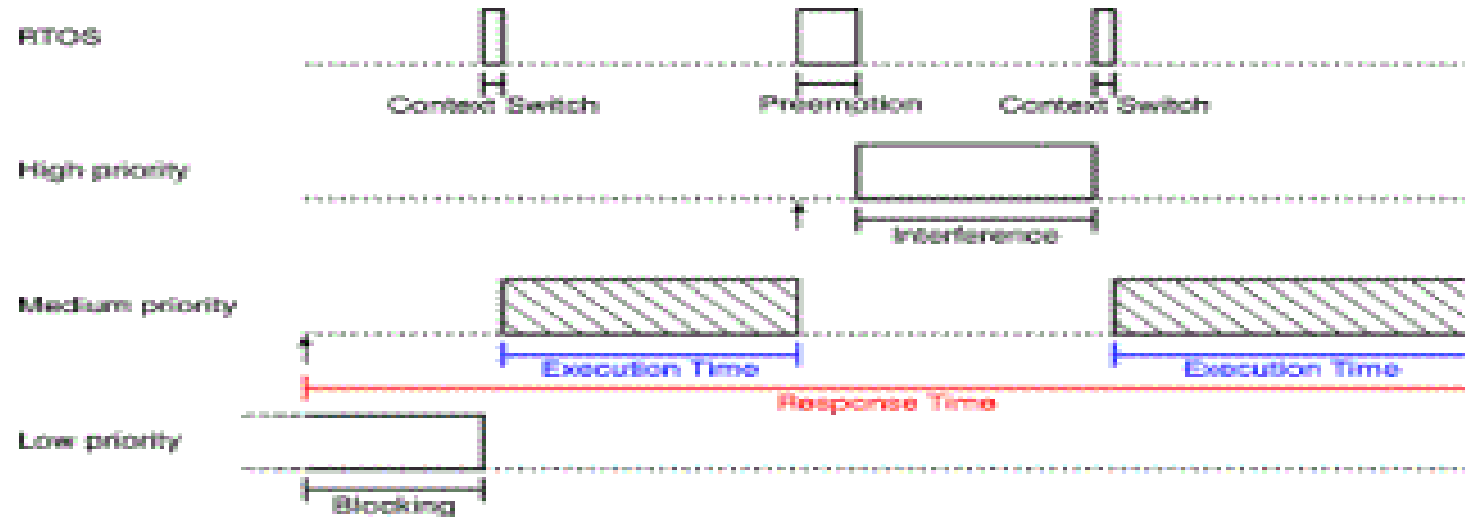 RTOS
Context Switch Preemption Context Switch
High priority
Interference
Medium priority
Execution Time Execution Time
Response Time
Low priority
Blocking